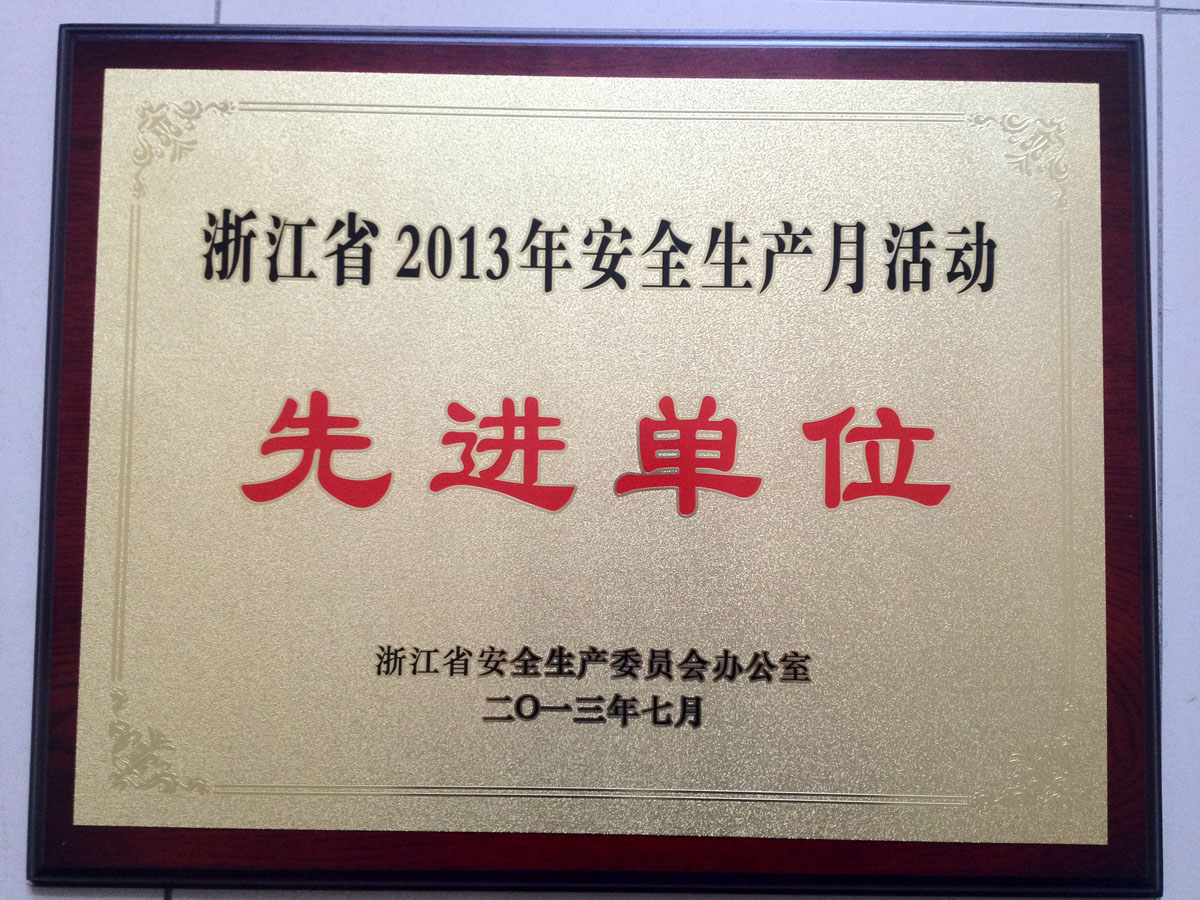 浙江省2013年安全生产月活动
先进单位
浙江省安全生产委员会办公室
二〇一三年七月